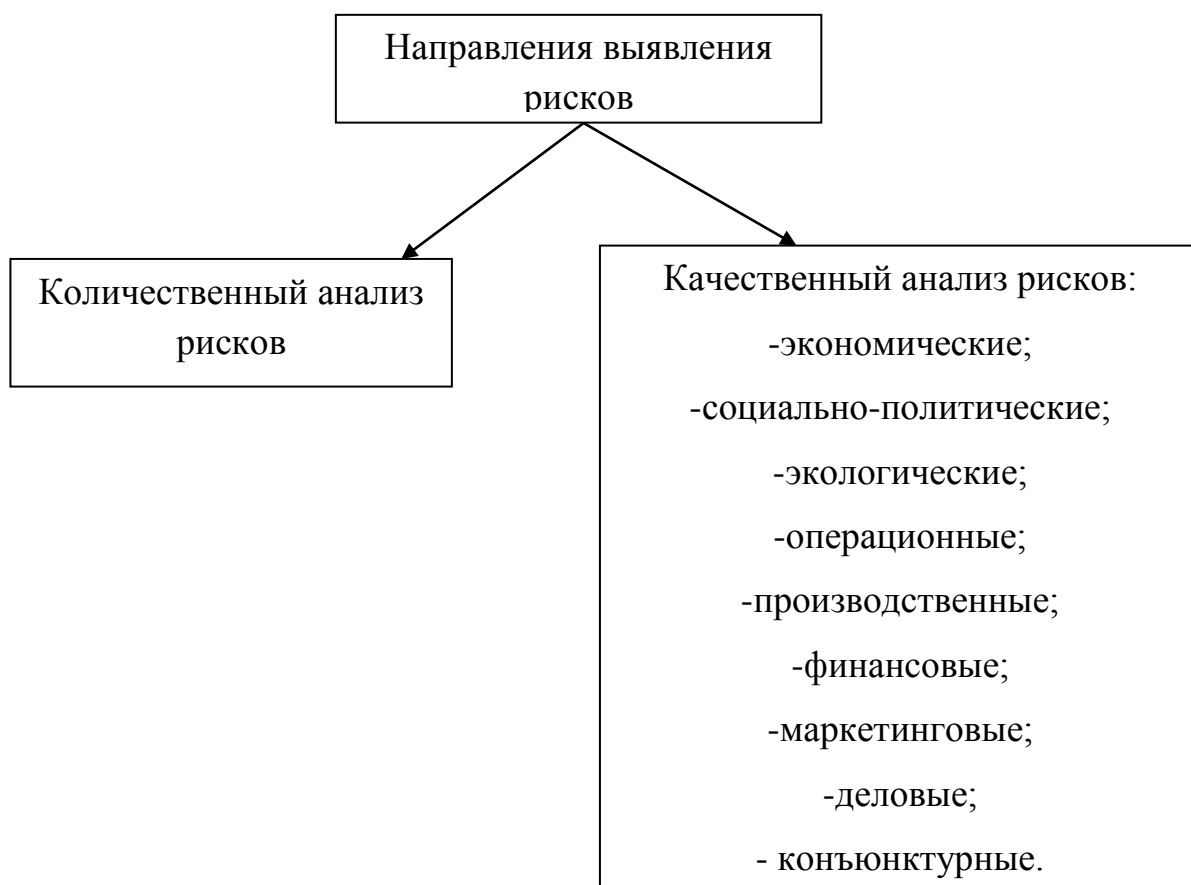 Направления выявления
рисков
Количественный анализ
рисков
Качественный анализ рисков:
-экономические;
-социально-политические;
-экологические;
-операционные;
-производственные;
-финансовые;
-маркетинговые;
-деловые;
- конъюнктурные.